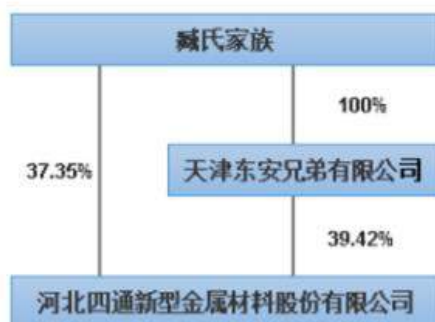 臧氏家族
100%
37.35%
天津东安兄弟有限公司
39.42%
河北四通新型金属材料股份有限公司